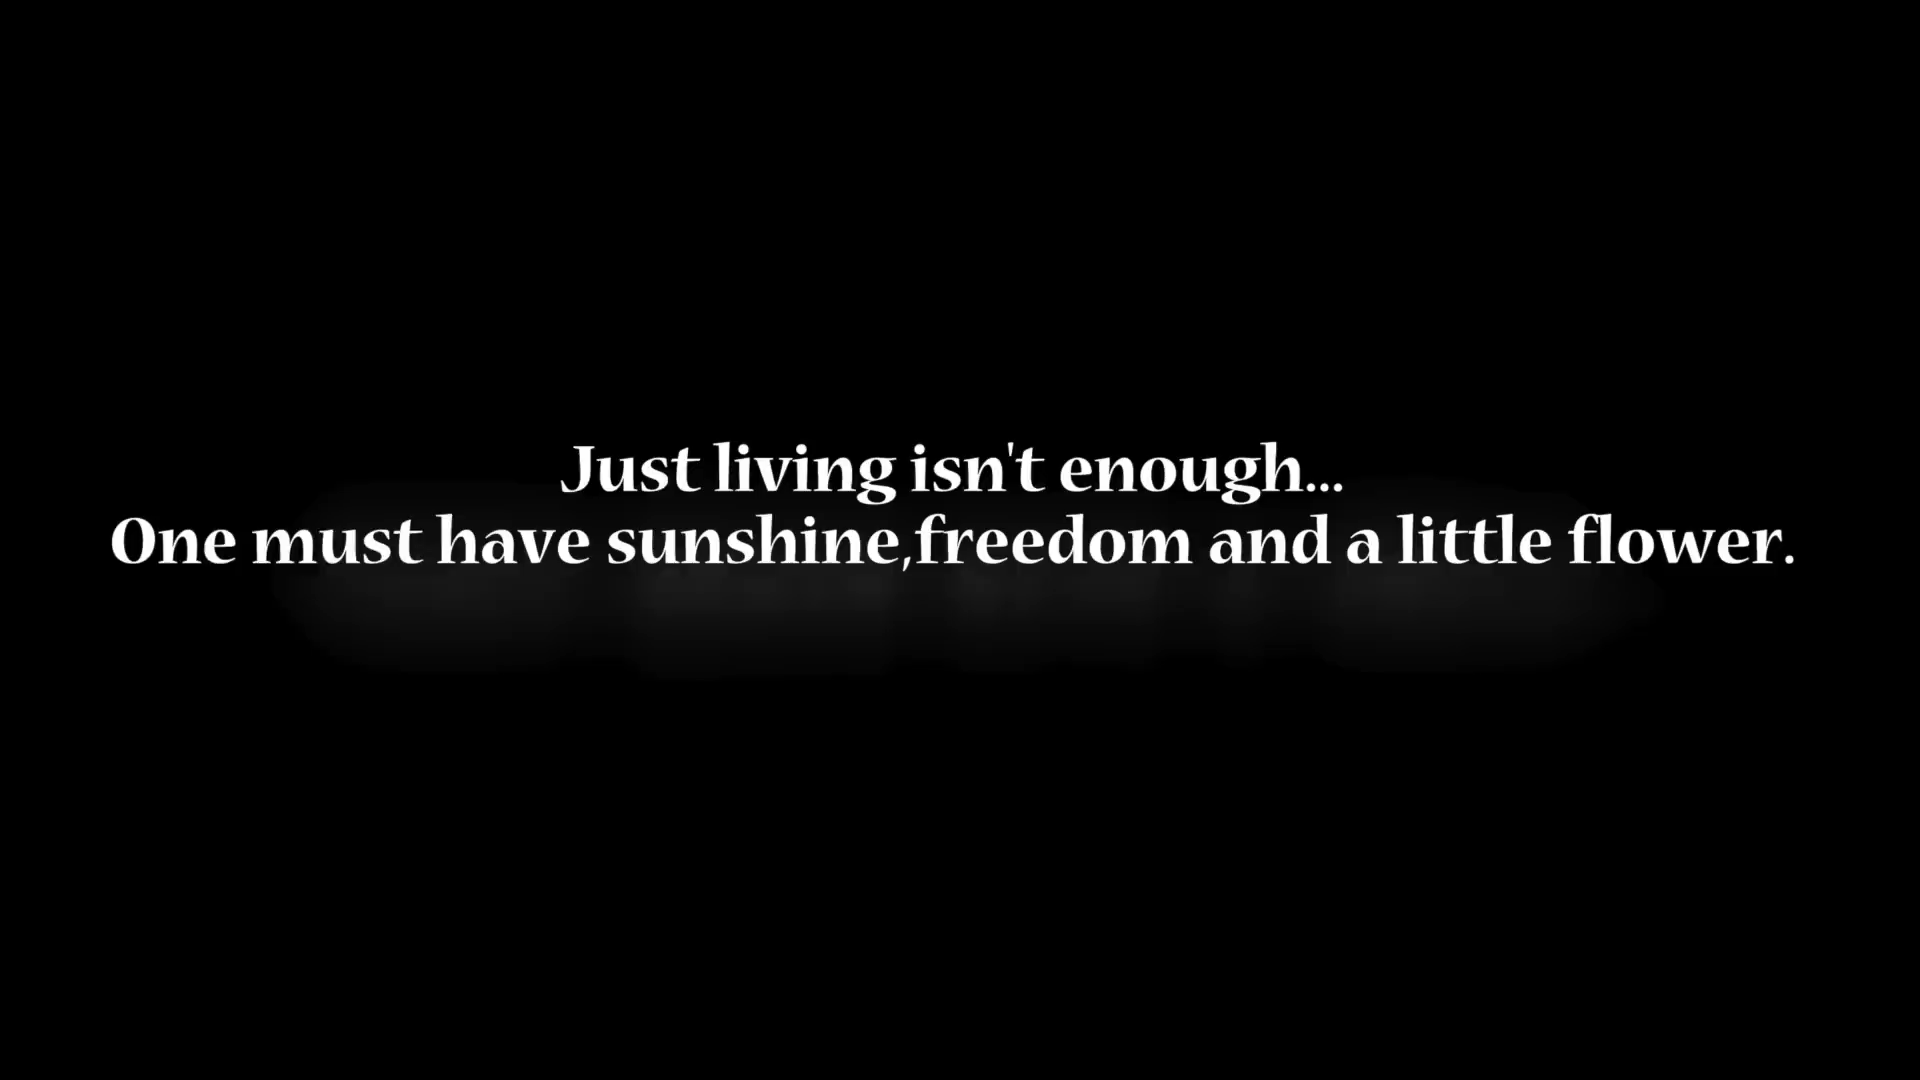 Just living isn't enough...
One must have sunshine,freedom and a little flower.